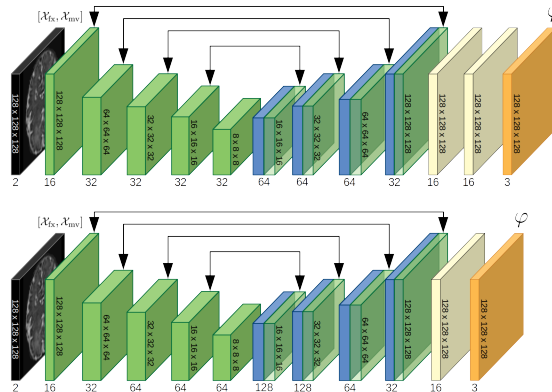 [𝒳fx, 𝒳mv]
φ
128 x 128 x 128
128 x 128 x 128
64 x 64 x 64
32 x 32 x 32
16 x 16 x 16
8 x 8 x 8
16 x 16 x 16
32 x 32 x 32
64 x 64 x 64
128 x 128 x 128
128 x 128 x 128
128 x 128 x 128
128 x 128 x 128
2 16 32 32 32 32 64 64 64 32 16 16 3
[𝒳fx, 𝒳mv]
φ
128 x 128 x 128
128 x 128 x 128
64 x 64 x 64
32 x 32 x 32
16 x 16 x 16
8 x 8 x 8
16 x 16 x 16
32 x 32 x 32
64 x 64 x 64
128 x 128 x 128
128 x 128 x 128
128 x 128 x 128
2 16 32 64 64 64 128 128 64 32 16 3